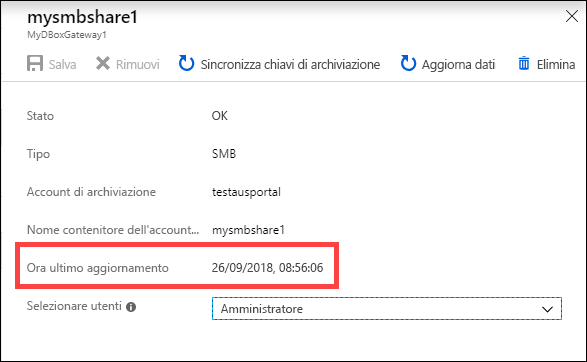 mysmbshare1
MyDBoxGateway1
Salva Rimuovi Sincronizza chiavi di archiviazione Aggiorna dati Elimina
Stato OK
Tipo SMB
Account di archiviazione testausportal
Nome contenitore dell'account... mysmbshare1
Ora ultimo aggiornamento 26/09/2018, 08:56:06
Selezionare utenti Amministratore